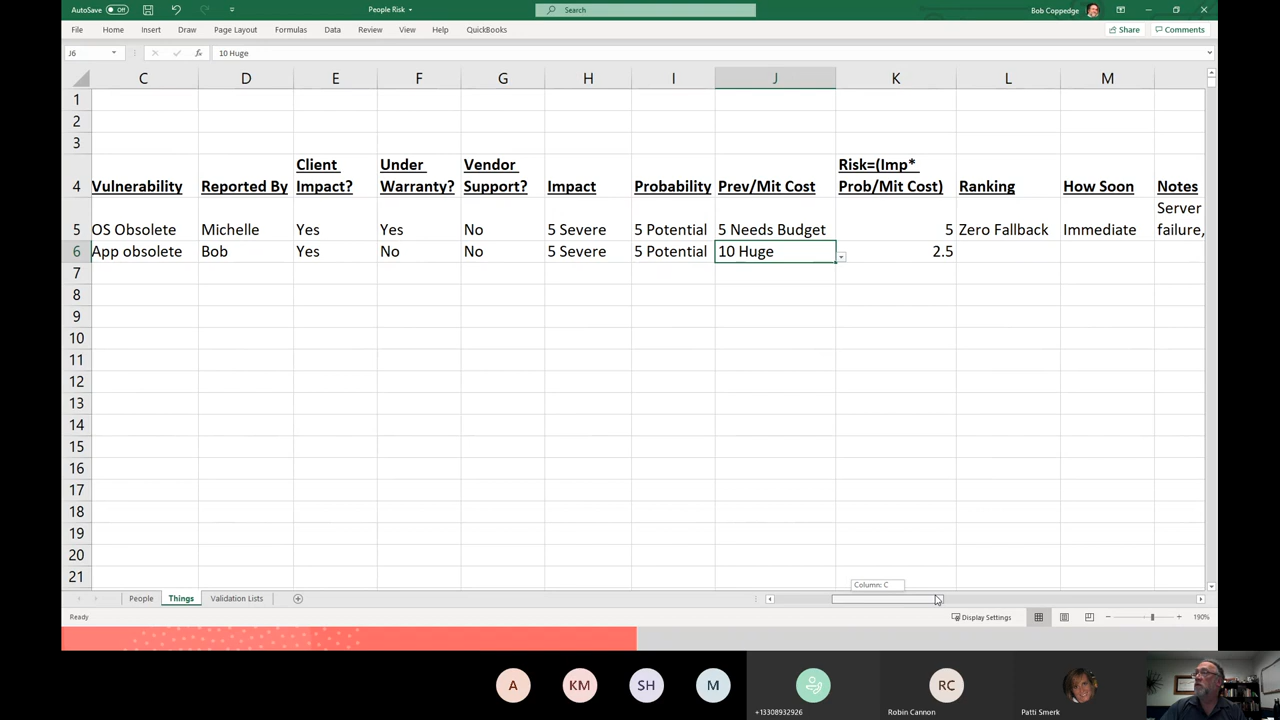 AutoSave Off
People Risk
Search
Bob Coppedge
File Home Insert Draw Page Layout Formulas Data Review View Help QuickBooks
Share Comments
J6 fx 10 Huge
C D E F G H I J K L M
1
2
3
Client Under Vendor Risk=(Imp*
4 Vulnerability Reported By Impact? Warranty? Support? Impact Probability Prev/Mit Cost Prob/Mit Cost) Ranking How Soon Notes
Server
5 OS Obsolete Michelle Yes Yes No 5 Severe 5 Potential 5 Needs Budget 5 Zero Fallback Immediate failure,
6 App obsolete Bob Yes No No 5 Severe 5 Potential 10 Huge 2.5
7
8
9
10
11
12
13
14
15
16
17
18
19
20
21
Column: C
People Things Validation Lists
Ready Display Settings 190%
A KM SH M RC
+13308932926 Robin Cannon Patti Smerk